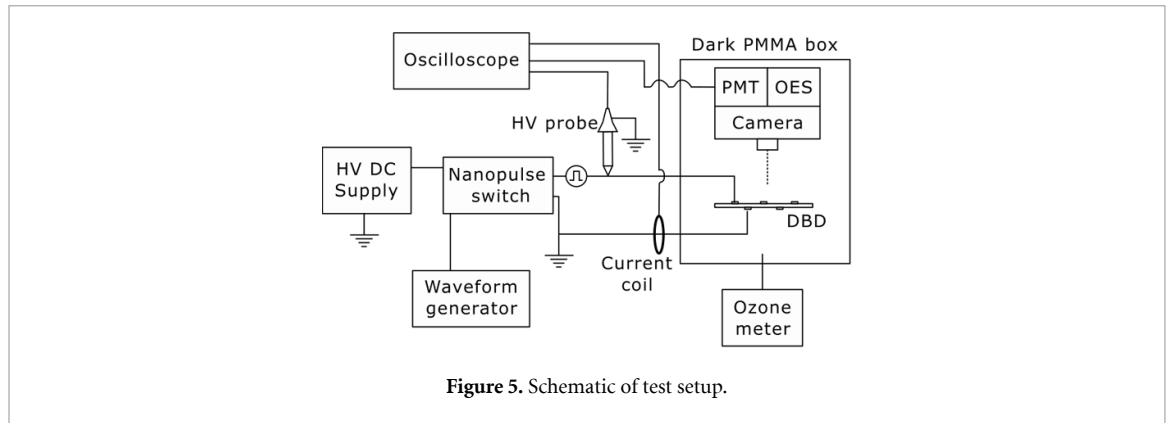 Oscilloscope
Dark PMMA box
PMT
OES
Camera
HV probe
HV DC
Supply
Nanopulse
switch
DBD
Current
coil
Waveform
generator
Ozone
meter
Figure 5. Schematic of test setup.